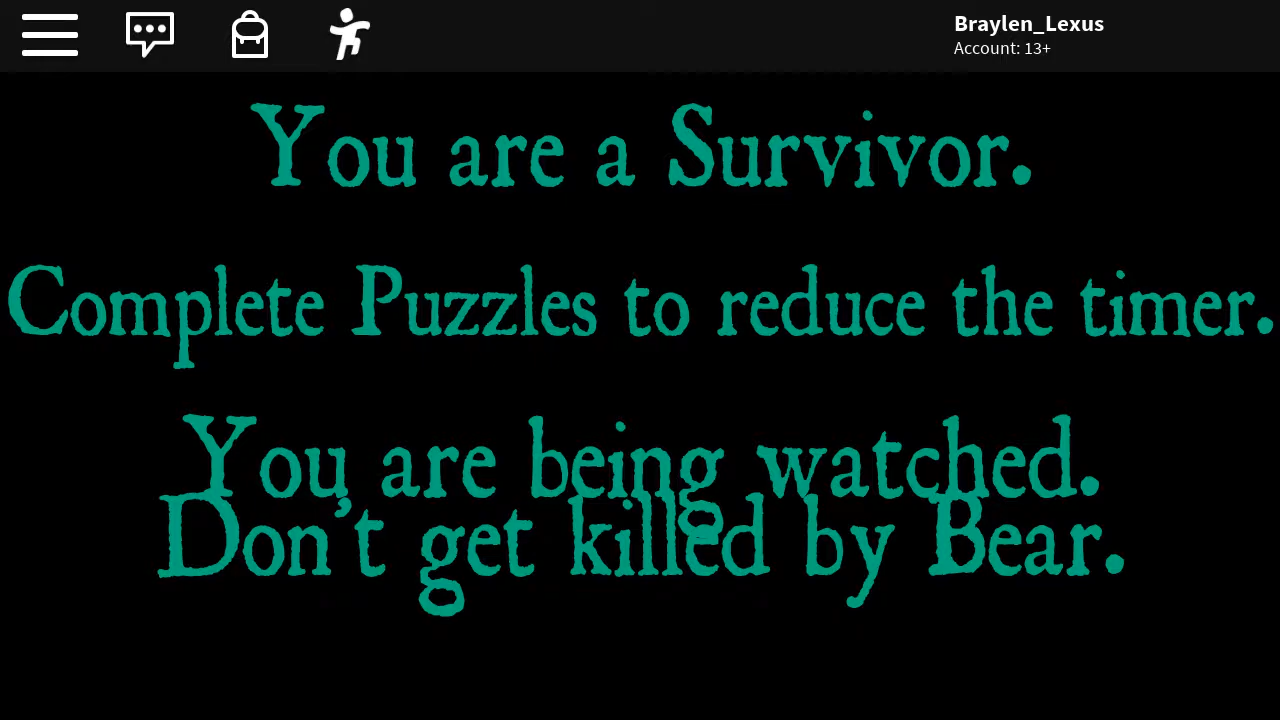 Braylen_Lexus
Account: 13+
You are a Survivor.
Complete Puzzles to reduce the timer.
You are being watched.
Don't get killed by Bear.